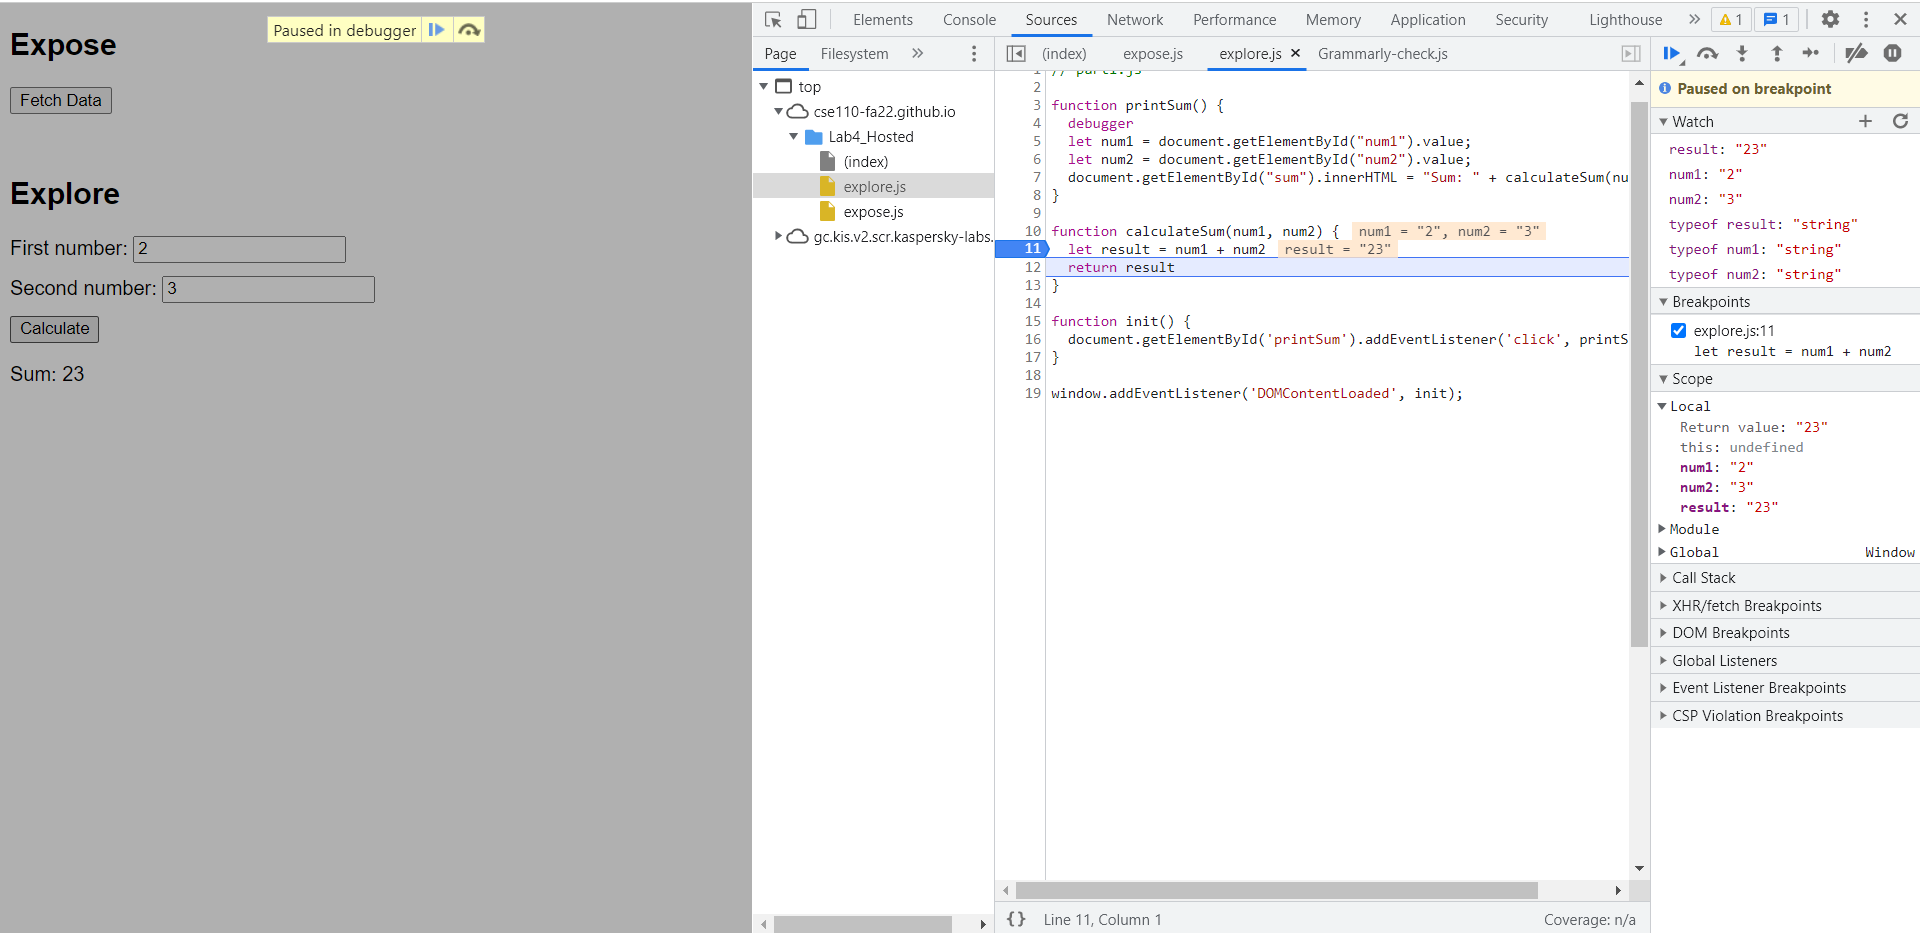 Expose
Paused in debugger
Fetch Data
Explore
First number: 2
Second number: 3
Calculate
Sum: 23
Elements Console Sources Network Performance Memory Application Security Lighthouse » 1 1
Page Filesystem »
top
cse110-fa22.github.io
Lab4_Hosted
(index)
explore.js
expose.js
gc.kis.v2.scr.kaspersky-labs.
(index) expose.js explore.js × Grammarly-check.js
1 // part1.js
2
3 function printSum() {
4 debugger
5 let num1 = document.getElementById("num1").value;
6 let num2 = document.getElementById("num2").value;
7 document.getElementById("sum").innerHTML = "Sum: " + calculateSum(nu
8 }
9
10 function calculateSum(num1, num2) { num1 = "2", num2 = "3"
11 let result = num1 + num2 result = "23"
12 return result
13 }
14
15 function init() {
16 document.getElementById('printSum').addEventListener('click', printS
17 }
18
19 window.addEventListener('DOMContentLoaded', init);
{} Line 11, Column 1 Coverage: n/a
Paused on breakpoint
Watch
result: "23"
num1: "2"
num2: "3"
typeof result: "string"
typeof num1: "string"
typeof num2: "string"
Breakpoints
explore.js:11
let result = num1 + num2
Scope
Local
Return value: "23"
this: undefined
num1: "2"
num2: "3"
result: "23"
Module
Global Window
Call Stack
XHR/fetch Breakpoints
DOM Breakpoints
Global Listeners
Event Listener Breakpoints
CSP Violation Breakpoints